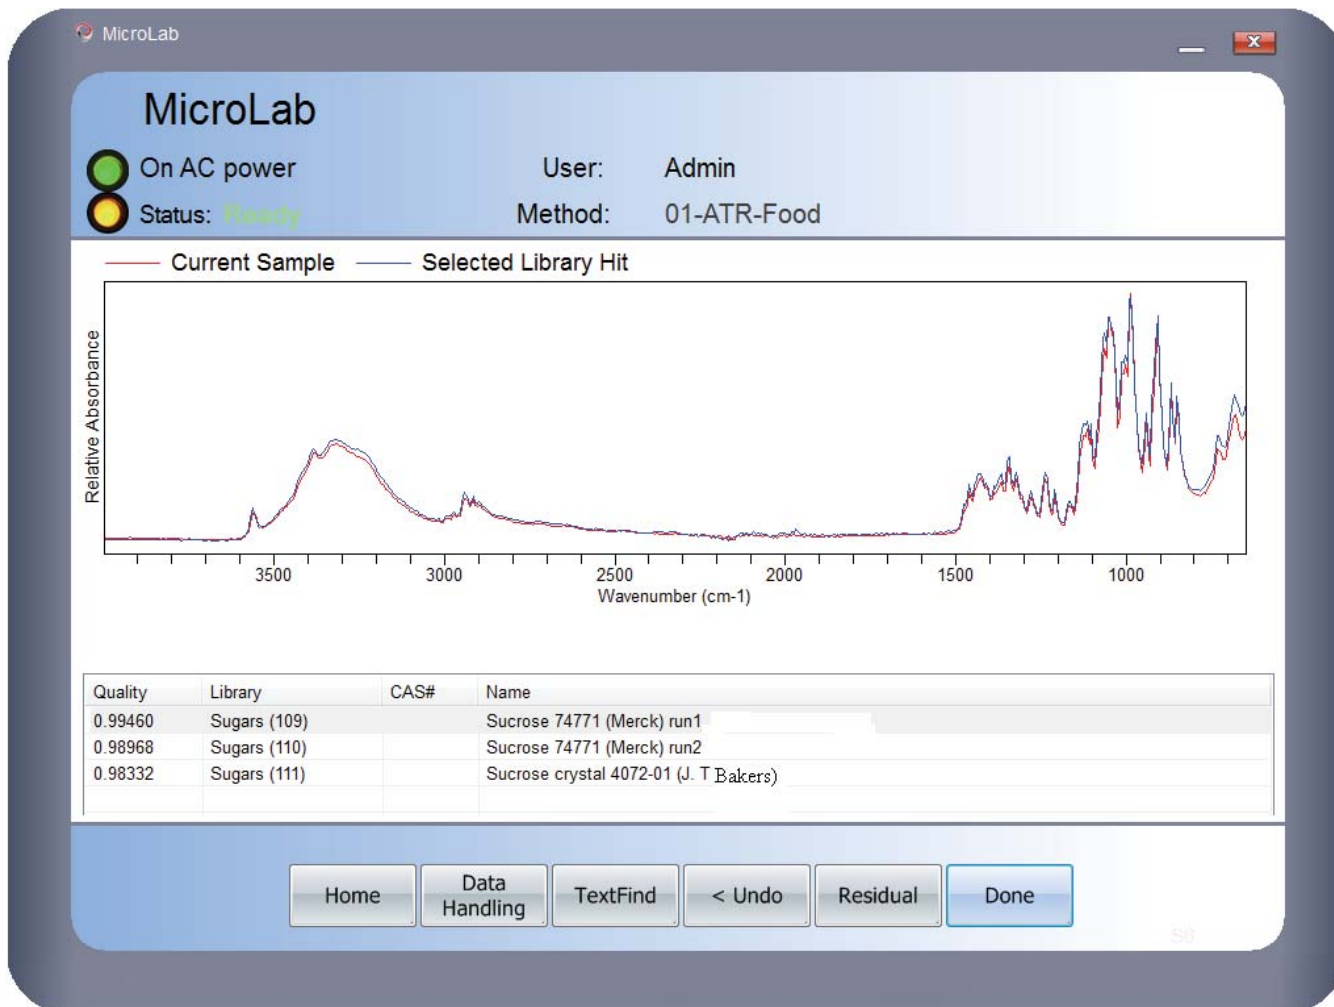 MicroLab
MicroLab
On AC power
User: Admin
Status: Ready
Method: 01-ATR-Food
Current Sample
Selected Library Hit
Relative Absorbance
3500 3000 2500 2000 1500 1000
Wavenumber (cm-1)
Quality Library CAS# Name
0.99460 Sugars (109) Sucrose 74771 (Merck) run1
0.98968 Sugars (110) Sucrose 74771 (Merck) run2
0.98332 Sugars (111) Sucrose crystal 4072-01 (J. T Bakers)
Home
Data
Handling
TextFind
< Undo
Residual
Done
S6